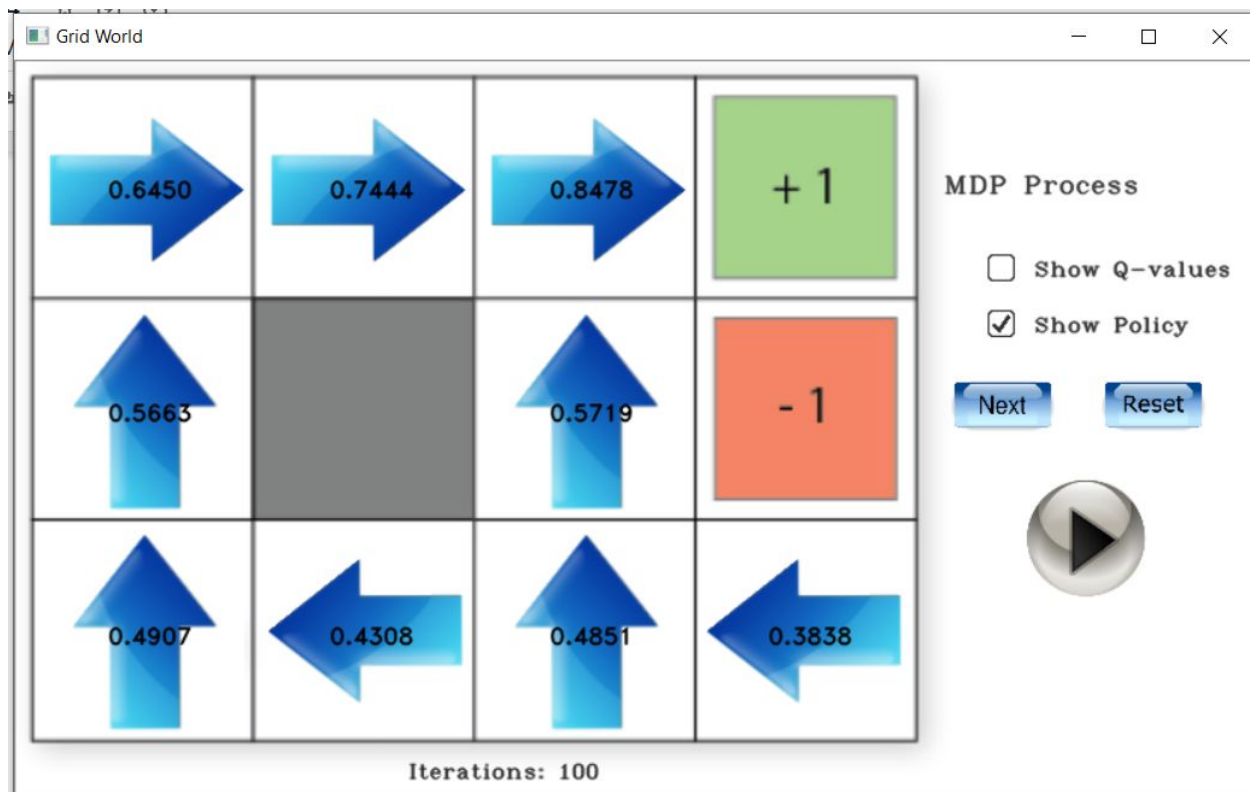 Grid World
0.6450 0.7444 0.8478 + 1
MDP Process
Show Q-values
Show Policy
0.5663 0.5719 - 1
Next Reset
0.4907 0.4308 0.4851 0.3838
Iterations: 100